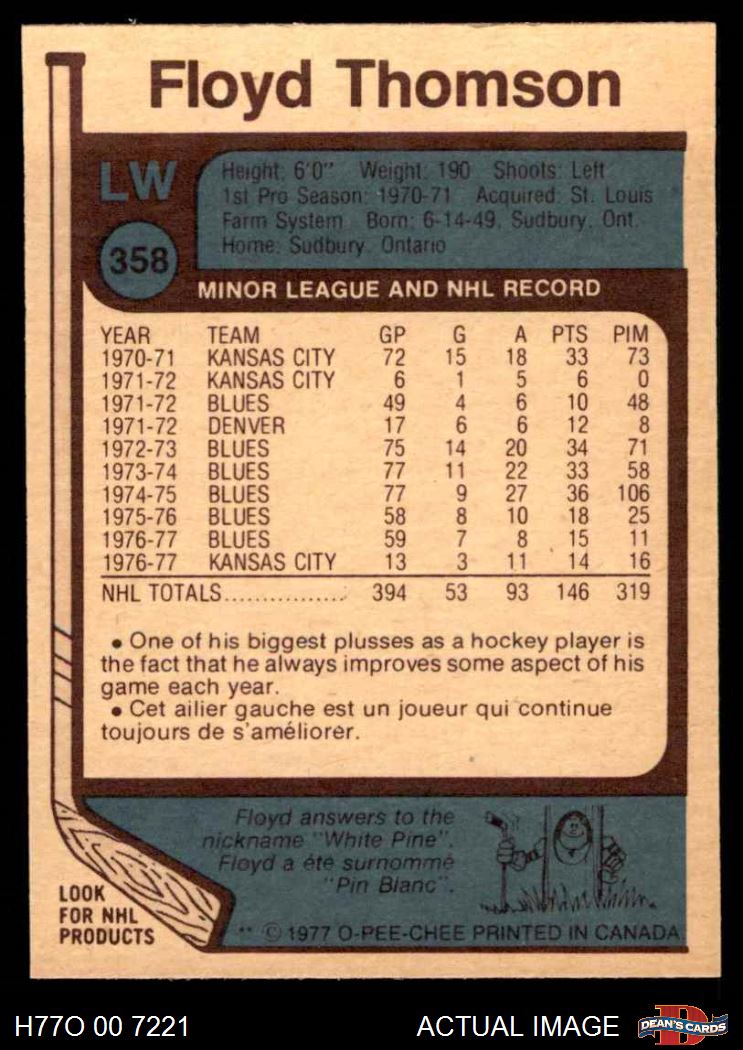 Floyd Thomson
LW
Height: 6'0" Weight: 190 Shoots: Left
1st Pro Season: 1970-71 Acquired: St. Louis
Farm System Born: 6-14-49, Sudbury, Ont.
Home: Sudbury, Ontario
358
MINOR LEAGUE AND NHL RECORD
YEAR TEAM GP G A PTS PIM
1970-71 KANSAS CITY 72 15 18 33 73
1971-72 KANSAS CITY 6 1 5 6 0
1971-72 BLUES 49 4 6 10 48
1971-72 DENVER 17 6 6 12 8
1972-73 BLUES 75 14 20 34 71
1973-74 BLUES 77 11 22 33 58
1974-75 BLUES 77 9 27 36 106
1975-76 BLUES 58 8 10 18 25
1976-77 BLUES 59 7 8 15 11
1976-77 KANSAS CITY 13 3 11 14 16
NHL TOTALS................ 394 53 93 146 319
• One of his biggest plusses as a hockey player is
the fact that he always improves some aspect of his
game each year.
• Cet ailier gauche est un joueur qui continue
toujours de s'améliorer.
Floyd answers to the
nickname "White Pine".
Floyd a été surnommé
"Pin Blanc".
LOOK
FOR NHL
PRODUCTS
** © 1977 O-PEE-CHEE PRINTED IN CANADA
H77O 00 7221
ACTUAL IMAGE
D
DEAN'S CARDS